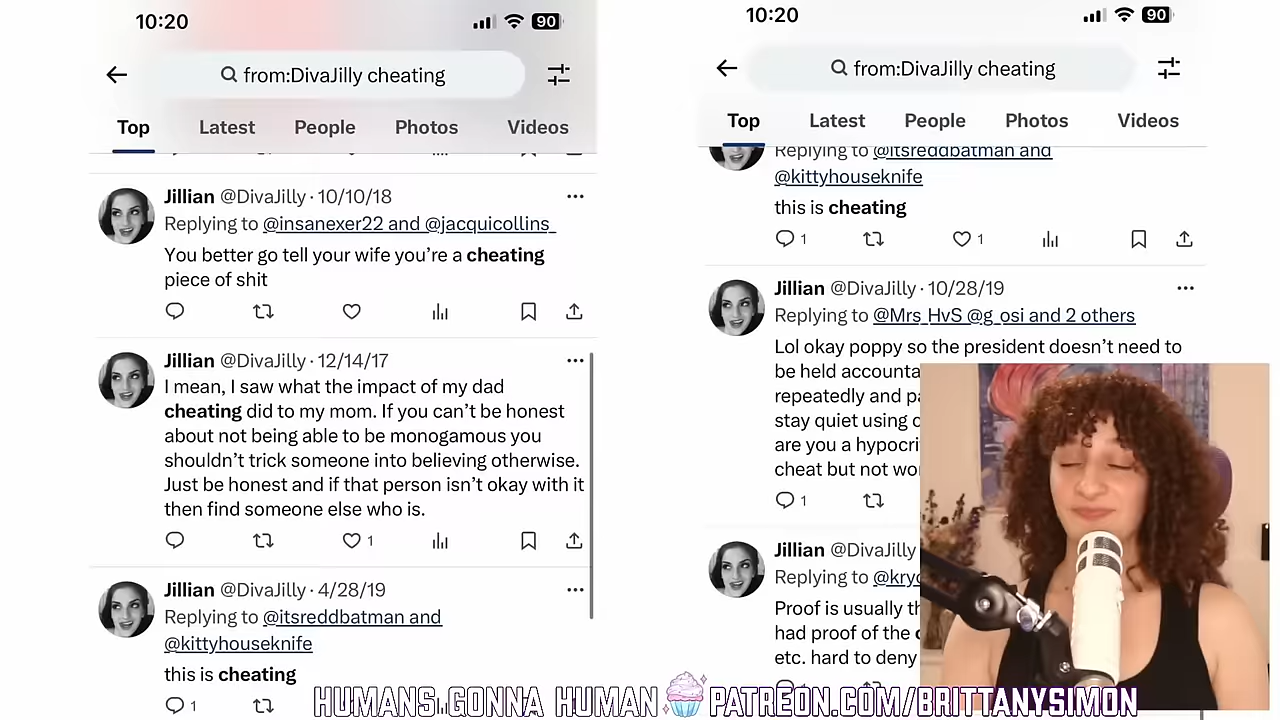 10:20
90
from:DivaJilly cheating
Top
Latest
People
Photos
Videos
Jillian @DivaJilly · 10/10/18
Replying to @insanexer22 and @jacquicollins_
You better go tell your wife you’re a cheating
piece of shit
Jillian @DivaJilly · 12/14/17
I mean, I saw what the impact of my dad
cheating did to my mom. If you can’t be honest
about not being able to be monogamous you
shouldn’t trick someone into believing otherwise.
Just be honest and if that person isn’t okay with it
then find someone else who is.
1
Jillian @DivaJilly · 4/28/19
Replying to @itsreddbatman and
@kittyhouseknife
this is cheating
1
10:20
90
from:DivaJilly cheating
Top
Latest
People
Photos
Videos
Replying to @itsreddbatman and
@kittyhouseknife
this is cheating
1
1
Jillian @DivaJilly · 10/28/19
Replying to @Mrs_HvS @g_osi and 2 others
Lol okay poppy so the president doesn’t need to
be held accounta
repeatedly and pa
stay quiet using c
are you a hypocri
cheat but not wo
1
Jillian @DivaJilly
Replying to @kryc
Proof is usually th
had proof of the c
etc. hard to deny
HUMANS GONNA HUMAN PATREON.COM/BRITTANYSIMON